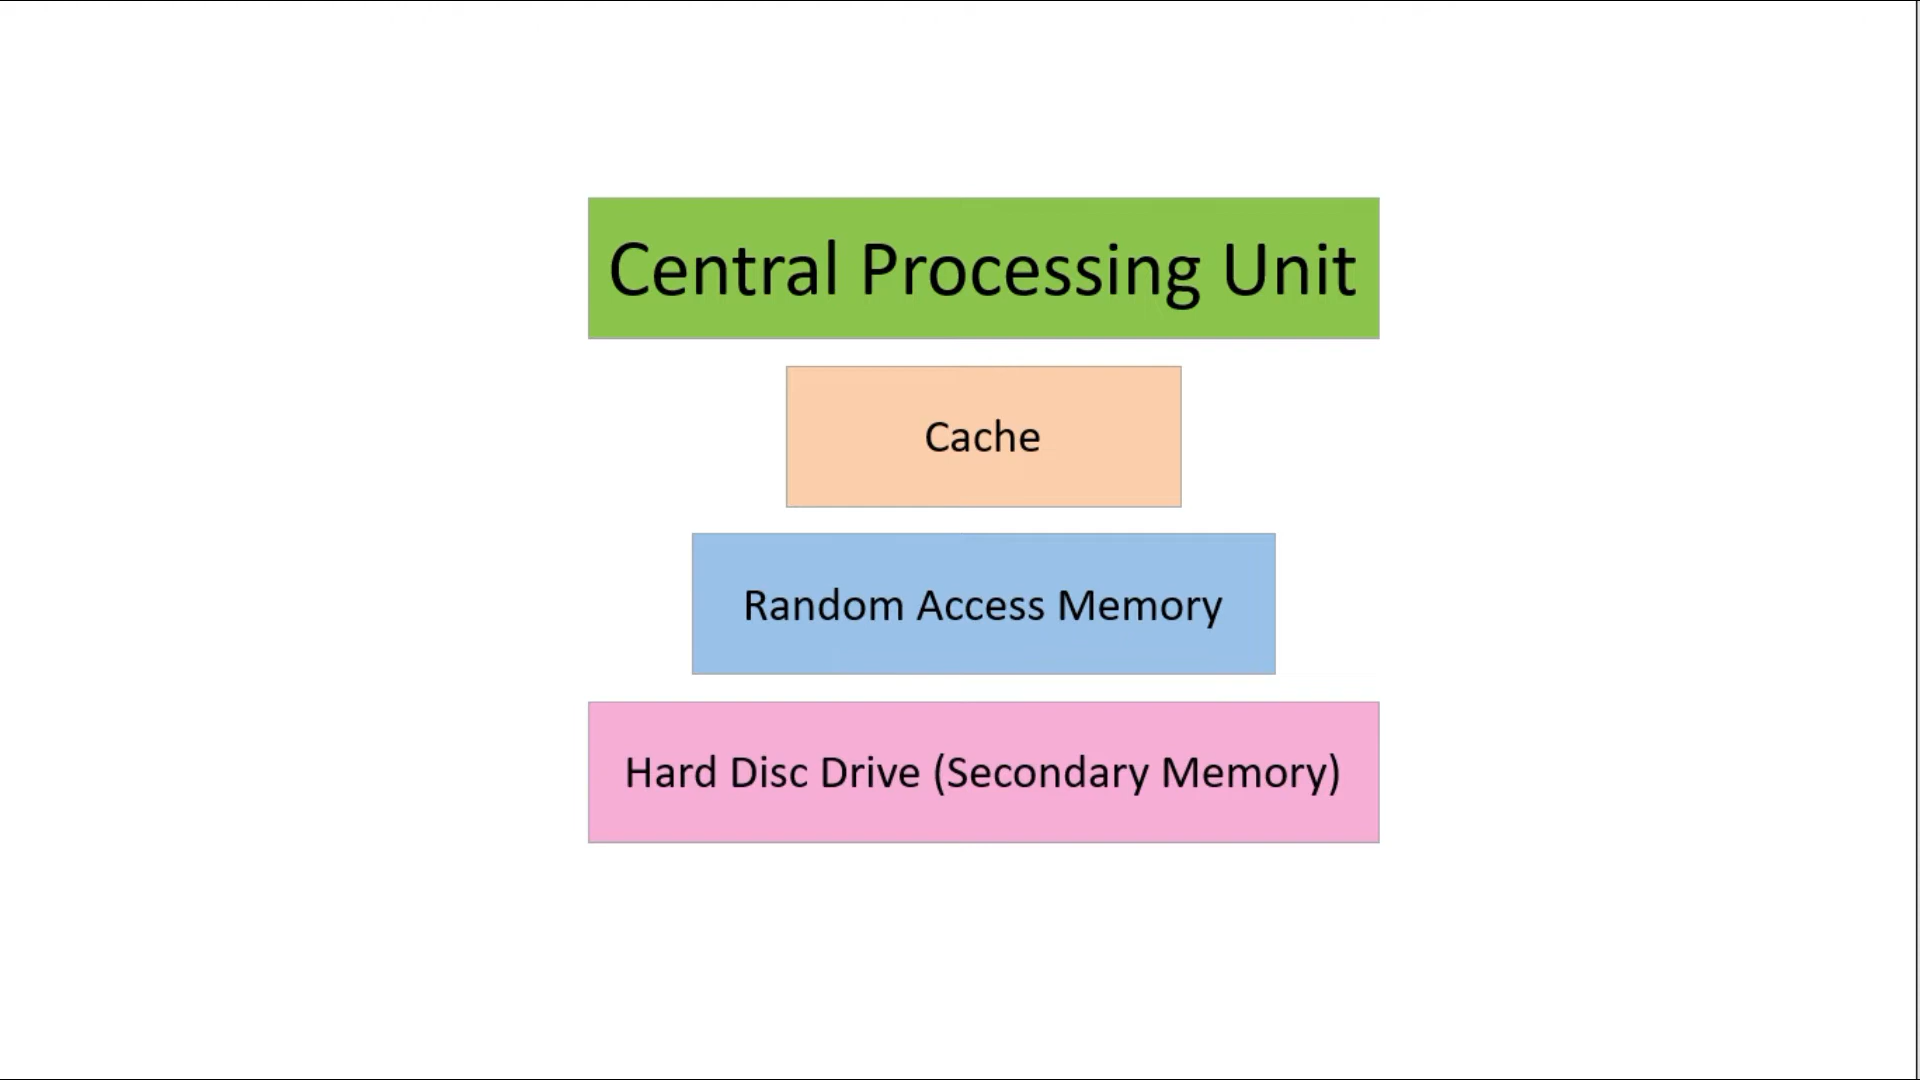 Central Processing Unit
Cache
Random Access Memory
Hard Disc Drive (Secondary Memory)